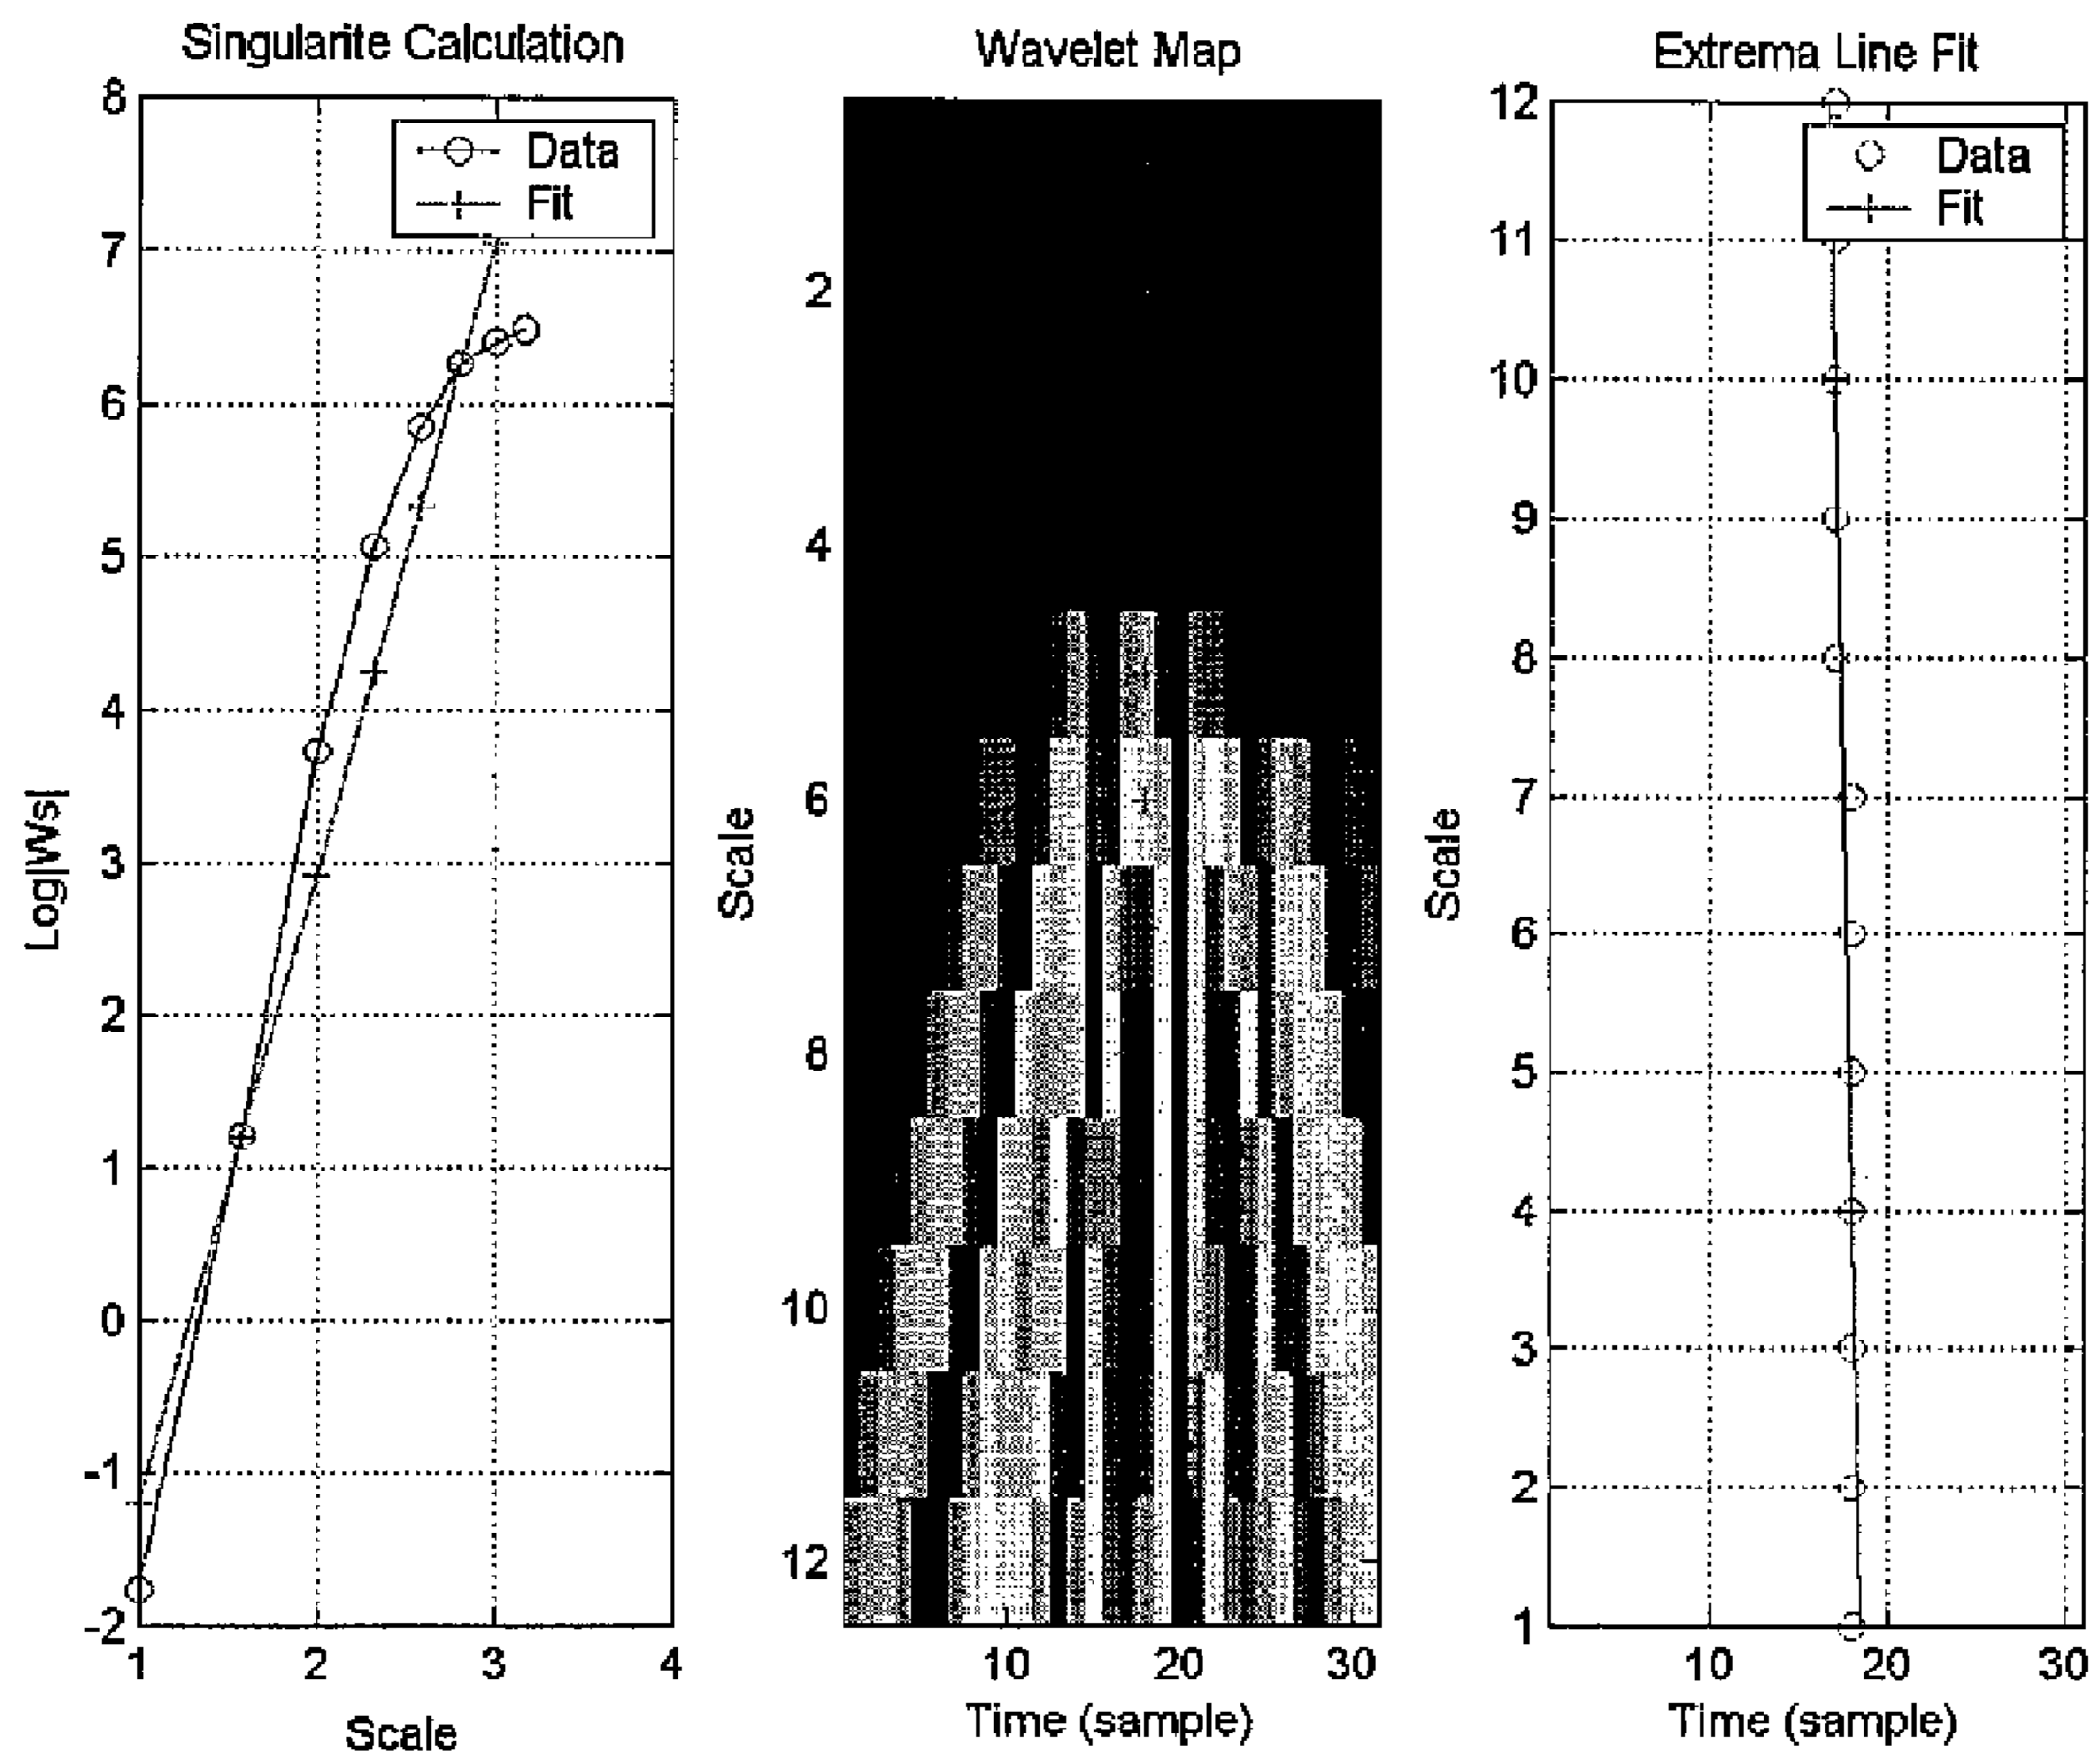 Singularite Calculation
8
7
6
5
4
3
2
1
0
-1
-2
1 2 3 4
Data
Fit
Log|Ws|
Scale
Wavelet Map
2
4
6
8
10
12
10 20 30
Scale
Time (sample)
Extrema Line Fit
12
11
10
9
8
7
6
5
4
3
2
1
10 20 30
Data
Fit
Scale
Time (sample)